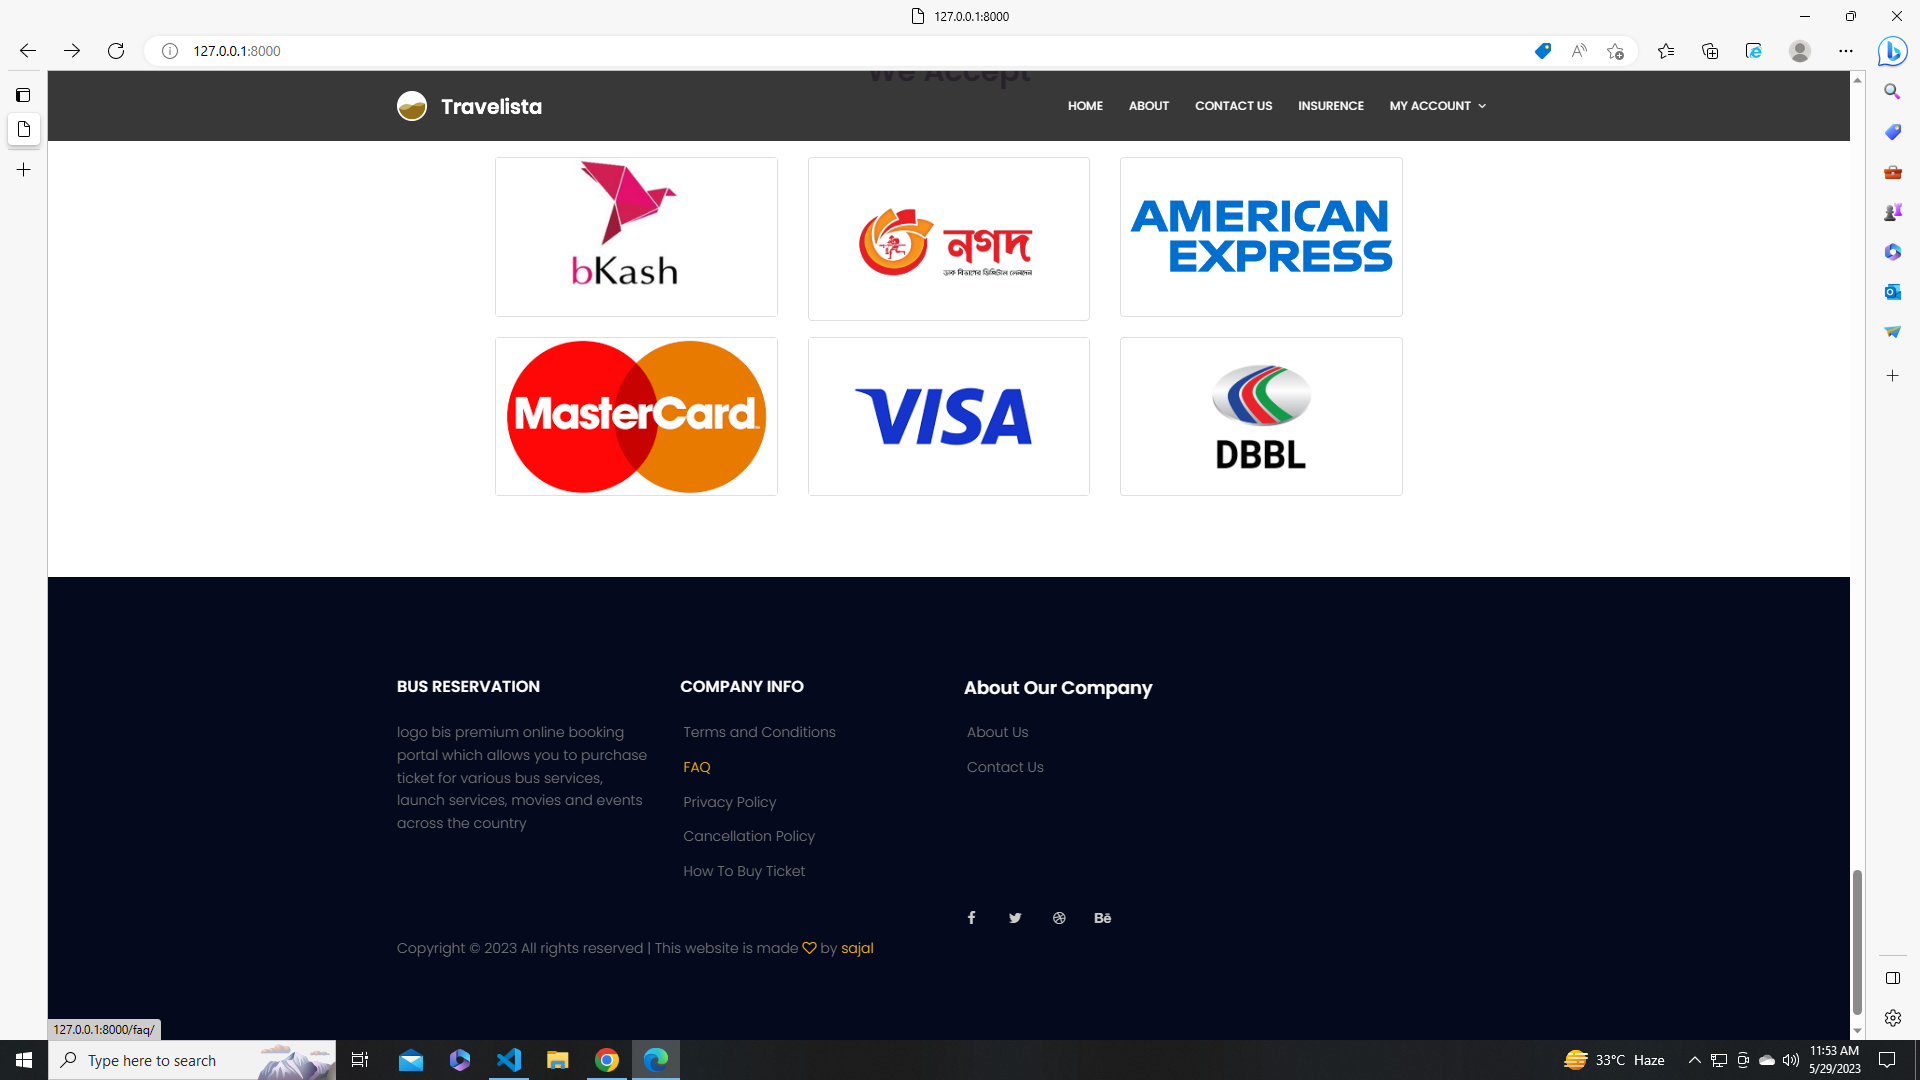 127.0.0.1:8000
127.0.0.1:8000
We Accept
Travelista
HOME
ABOUT
CONTACT US
INSURENCE
MY ACCOUNT
bKash
নগদ
ডাক বিভাগের ডিজিটাল লেনদেন
AMERICAN
EXPRESS
MasterCard
VISA
DBBL
BUS RESERVATION
logo bis premium online booking
portal which allows you to purchase
ticket for various bus services,
launch services, movies and events
across the country
COMPANY INFO
Terms and Conditions
FAQ
Privacy Policy
Cancellation Policy
How To Buy Ticket
About Our Company
About Us
Contact Us
Bē
Copyright © 2023 All rights reserved | This website is made by sajal
127.0.0.1:8000/faq/
Type here to search
33°C Haze
11:53 AM
5/29/2023